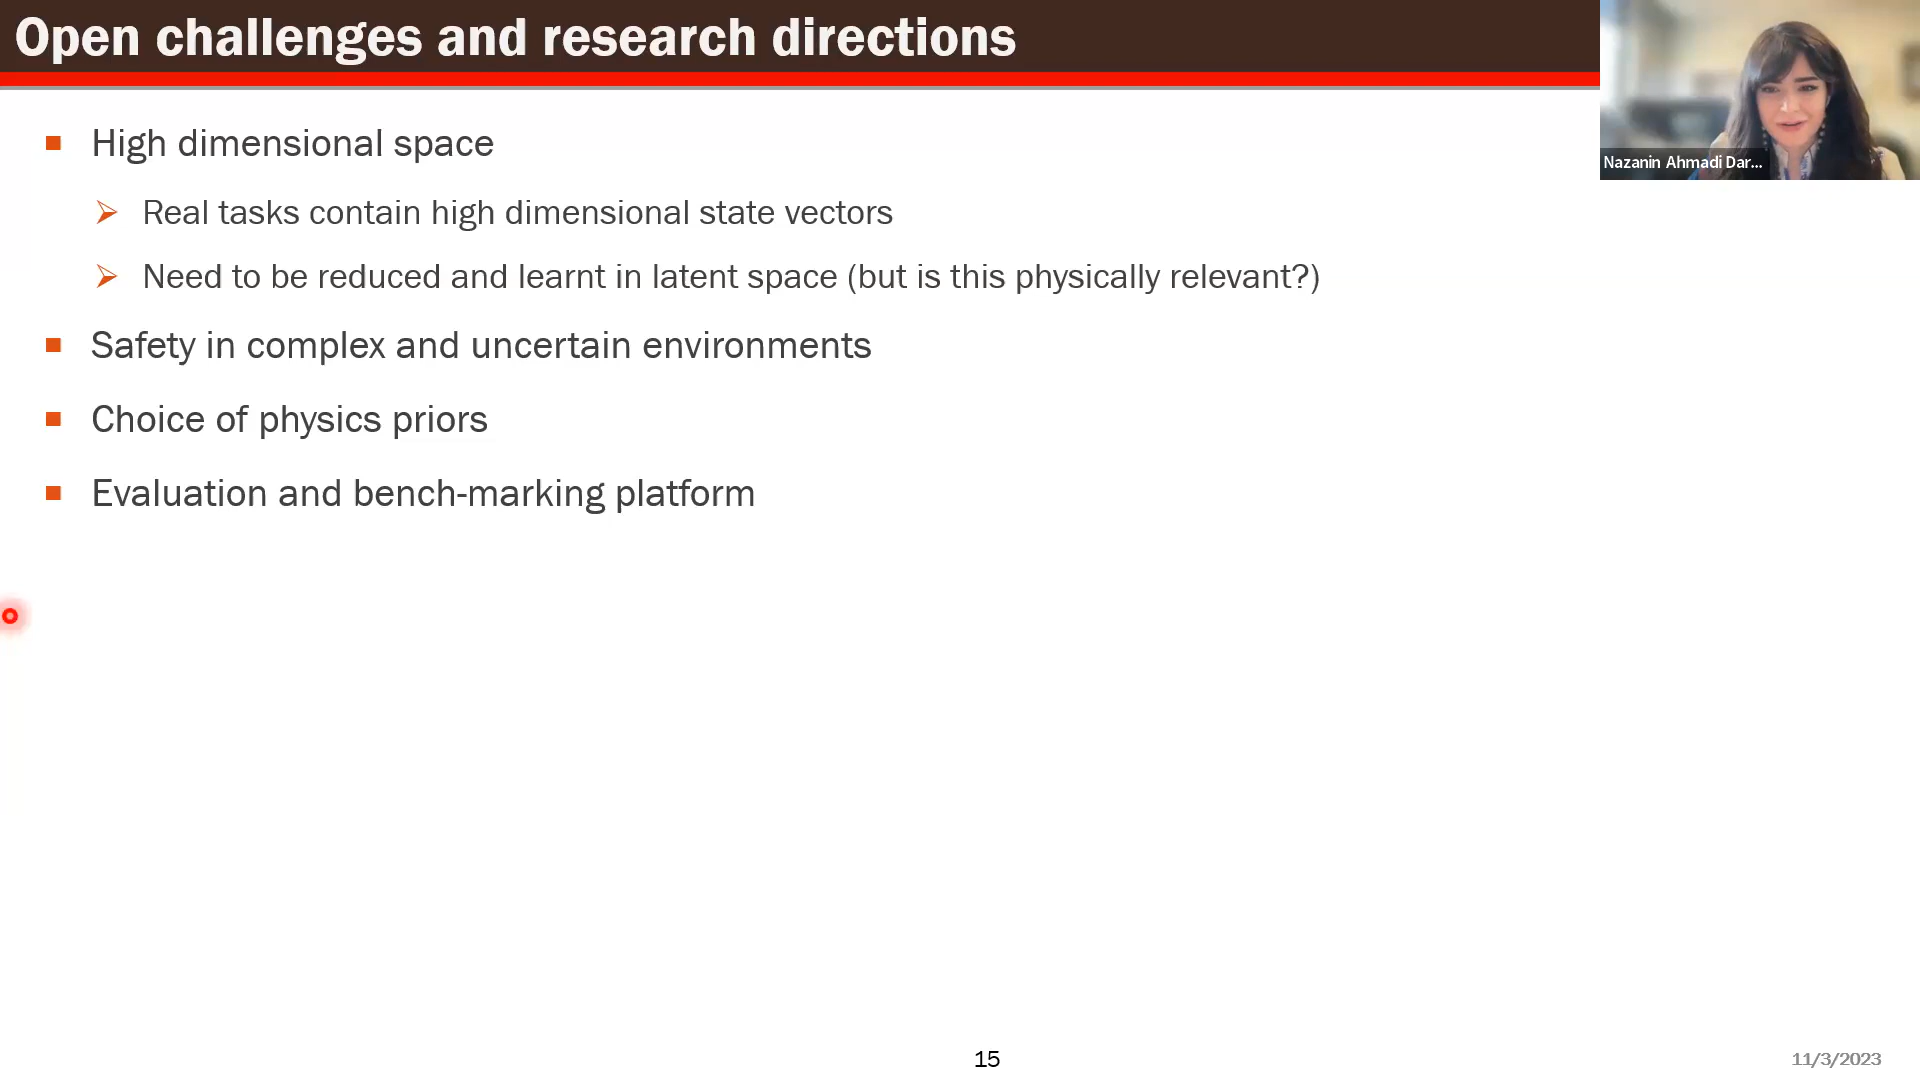 Open challenges and research directions
Nazanin Ahmadi Dar...
High dimensional space
Real tasks contain high dimensional state vectors
Need to be reduced and learnt in latent space (but is this physically relevant?)
Safety in complex and uncertain environments
Choice of physics priors
Evaluation and bench-marking platform
15
11/3/2023